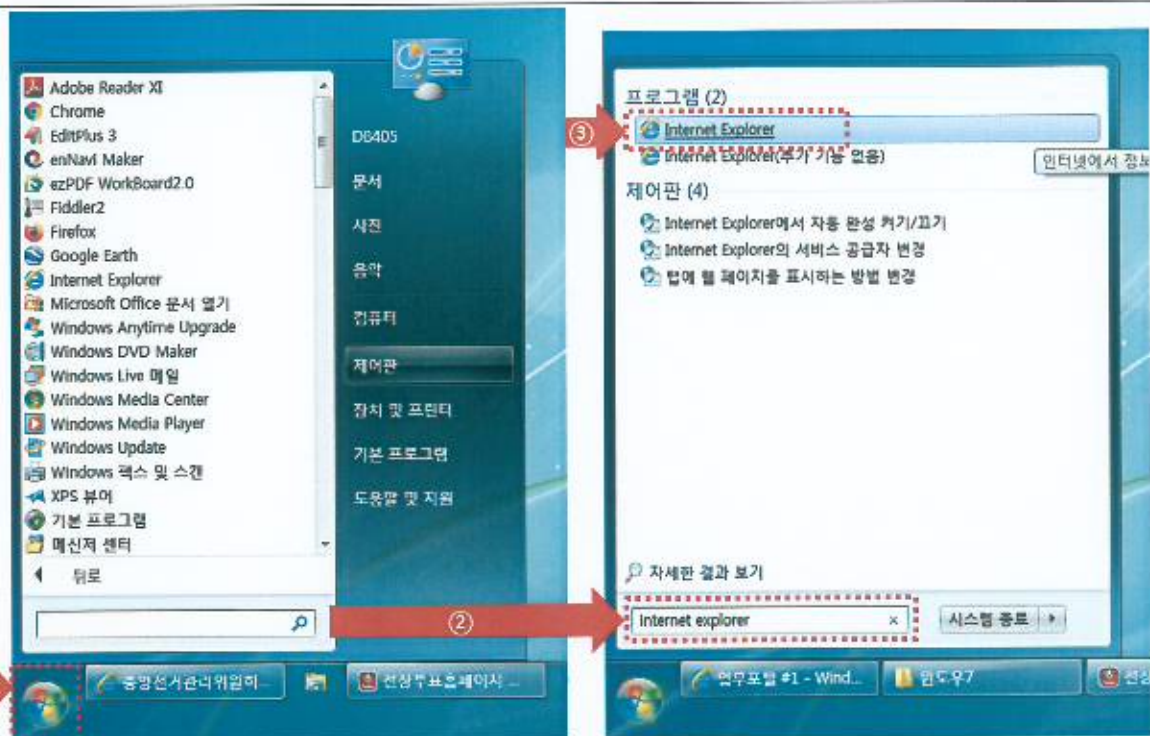 Adobe Reader XI
Chrome
EditPlus 3
enNavi Maker
ezPDF WorkBoard2.0
Fiddler2
Firefox
Google Earth
Internet Explorer
Microsoft Office 문서 열기
Windows Anytime Upgrade
Windows DVD Maker
Windows Live 메일
Windows Media Center
Windows Media Player
Windows Update
Windows 팩스 및 스캔
XPS 뷰어
기본 프로그램
메신저 센터
뒤로
D6405
문서
사진
음악
컴퓨터
제어판
장치 및 프린터
기본 프로그램
도움말 및 지원
②
중앙선거관리위원회...
③
프로그램 (2)
Internet Explorer
Internet Explorer(추가 기능 없음)
인터넷에서 정보
제어판 (4)
Internet Explorer에서 자동 완성 켜기/끄기
Internet Explorer의 서비스 공급자 변경
탭에 웹 페이지를 표시하는 방법 변경
자세한 결과 보기
Internet explorer
시스템 종료
업무포털 #1 - Wind...
윈도우7